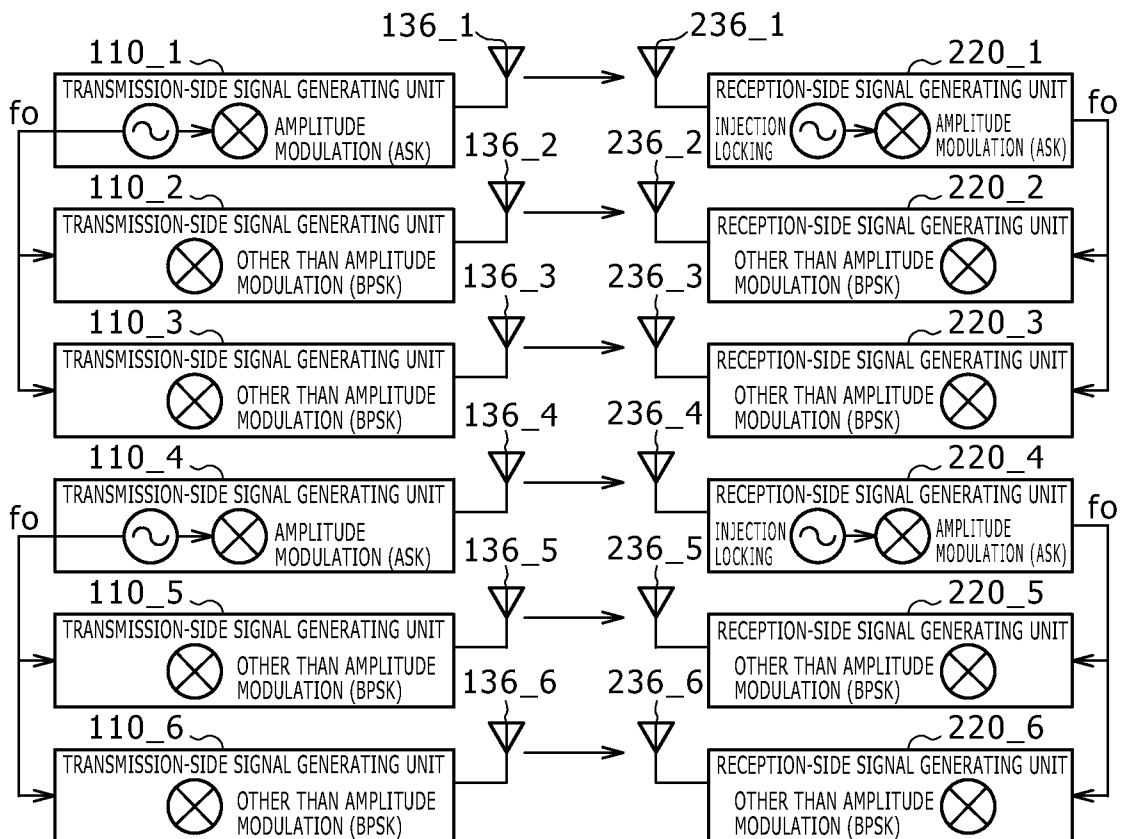 136_1 236_1
110_1 220_1
TRANSMISSION-SIDE SIGNAL GENERATING UNIT RECEPTION-SIDE SIGNAL GENERATING UNIT
fo AMPLITUDE MODULATION (ASK) INJECTION LOCKING AMPLITUDE MODULATION (ASK) fo
136_2 236_2
110_2 220_2
TRANSMISSION-SIDE SIGNAL GENERATING UNIT RECEPTION-SIDE SIGNAL GENERATING UNIT
OTHER THAN AMPLITUDE OTHER THAN AMPLITUDE
MODULATION (BPSK) MODULATION (BPSK)
136_3 236_3
110_3 220_3
TRANSMISSION-SIDE SIGNAL GENERATING UNIT RECEPTION-SIDE SIGNAL GENERATING UNIT
OTHER THAN AMPLITUDE OTHER THAN AMPLITUDE
MODULATION (BPSK) MODULATION (BPSK)
136_4 236_4
110_4 220_4
TRANSMISSION-SIDE SIGNAL GENERATING UNIT RECEPTION-SIDE SIGNAL GENERATING UNIT
fo AMPLITUDE MODULATION (ASK) INJECTION LOCKING AMPLITUDE MODULATION (ASK) fo
136_5 236_5
110_5 220_5
TRANSMISSION-SIDE SIGNAL GENERATING UNIT RECEPTION-SIDE SIGNAL GENERATING UNIT
OTHER THAN AMPLITUDE OTHER THAN AMPLITUDE
MODULATION (BPSK) MODULATION (BPSK)
136_6 236_6
110_6 220_6
TRANSMISSION-SIDE SIGNAL GENERATING UNIT RECEPTION-SIDE SIGNAL GENERATING UNIT
OTHER THAN AMPLITUDE OTHER THAN AMPLITUDE
MODULATION (BPSK) MODULATION (BPSK)